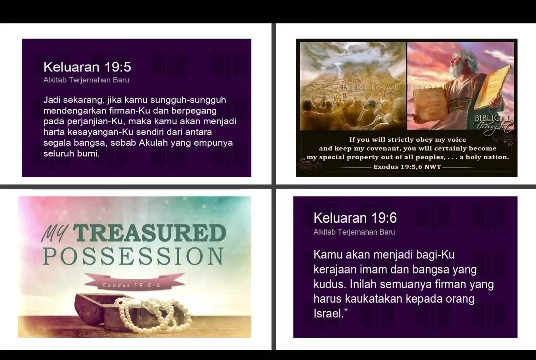 Keluaran 19:5
Alkitab Terjemahan Baru
Jadi sekarang, jika kamu sungguh-sungguh
mendengarkan firman-Ku dan berpegang
pada perjanjian-Ku, maka kamu akan menjadi
harta kesayangan-Ku sendiri dari antara
segala bangsa, sebab Akulah yang empunya
seluruh bumi.
If you will strictly obey my voice
and keep my covenant, you will certainly become
my special property out of all peoples, . . . a holy nation.
Exodus 19:5,6 NWT
MY TREASURED
POSSESSION
Exodus 19:5-6
Keluaran 19:6
Alkitab Terjemahan Baru
Kamu akan menjadi bagi-Ku
kerajaan imam dan bangsa yang
kudus. Inilah semuanya firman yang
harus kaukatakan kepada orang
Israel."